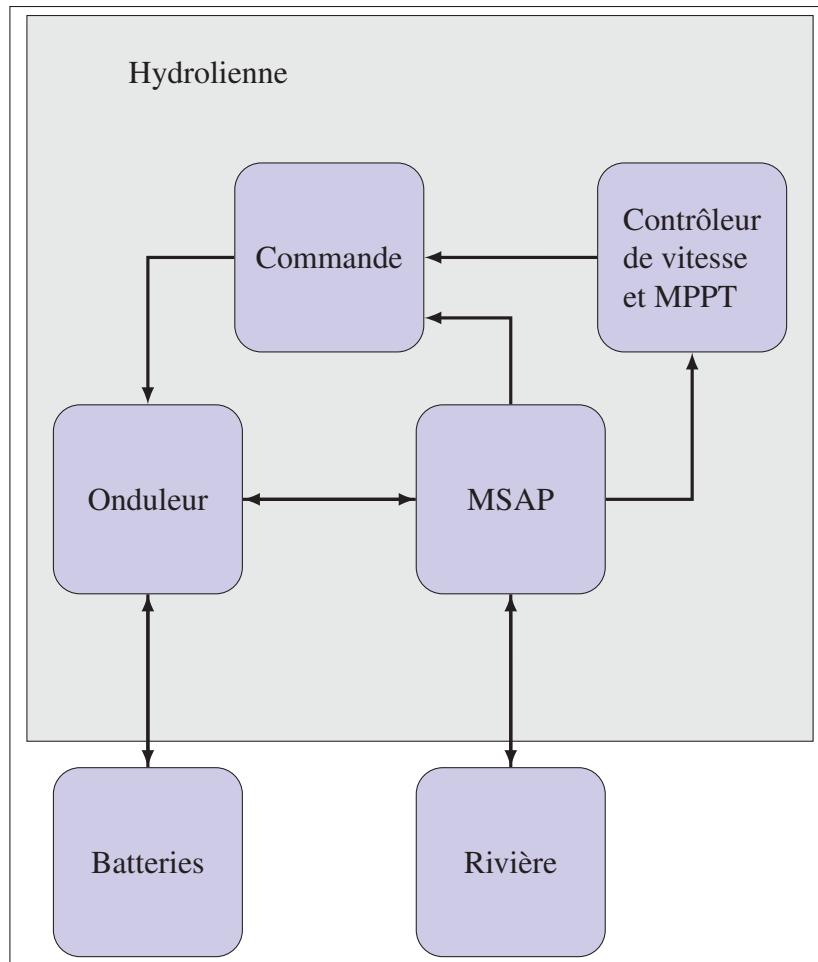 Hydrolienne
Commande
Contrôleur
de vitesse
et MPPT
Onduleur
MSAP
Batteries
Rivière